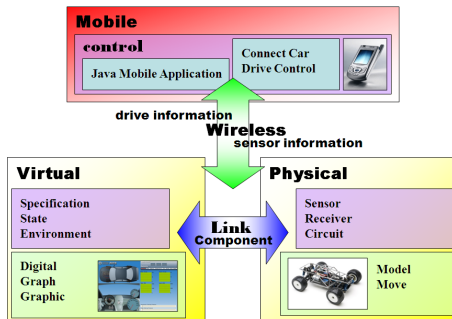 Mobile
control
Java Mobile Application
Connect Car
Drive Control
drive information
Wireless
sensor information
Virtual
Specification
State
Environment
Digital
Graph
Graphic
Link
Component
Physical
Sensor
Receiver
Circuit
Model
Move